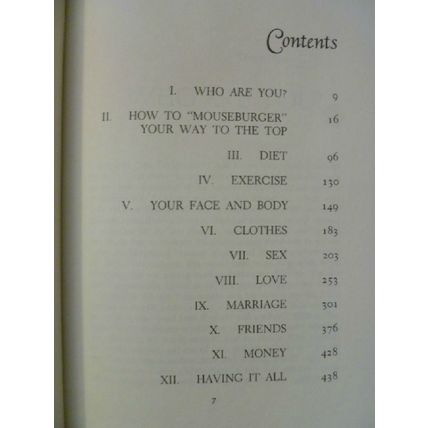 Contents
I. WHO ARE YOU? 9
II. HOW TO "MOUSEBURGER"
YOUR WAY TO THE TOP 16
III. DIET 96
IV. EXERCISE 130
V. YOUR FACE AND BODY 149
VI. CLOTHES 183
VII. SEX 203
VIII. LOVE 253
IX. MARRIAGE 301
X. FRIENDS 376
XI. MONEY 428
XII. HAVING IT ALL 438
7